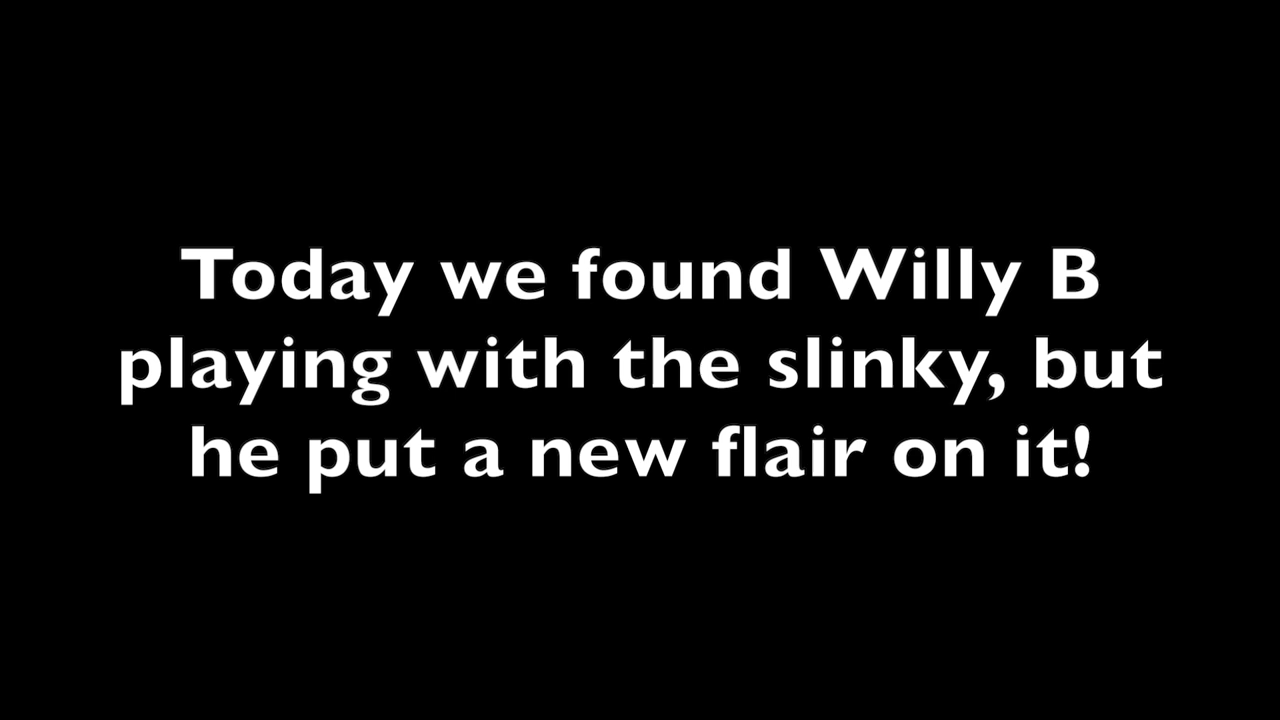 Today we found Willy B
playing with the slinky, but
he put a new flair on it!